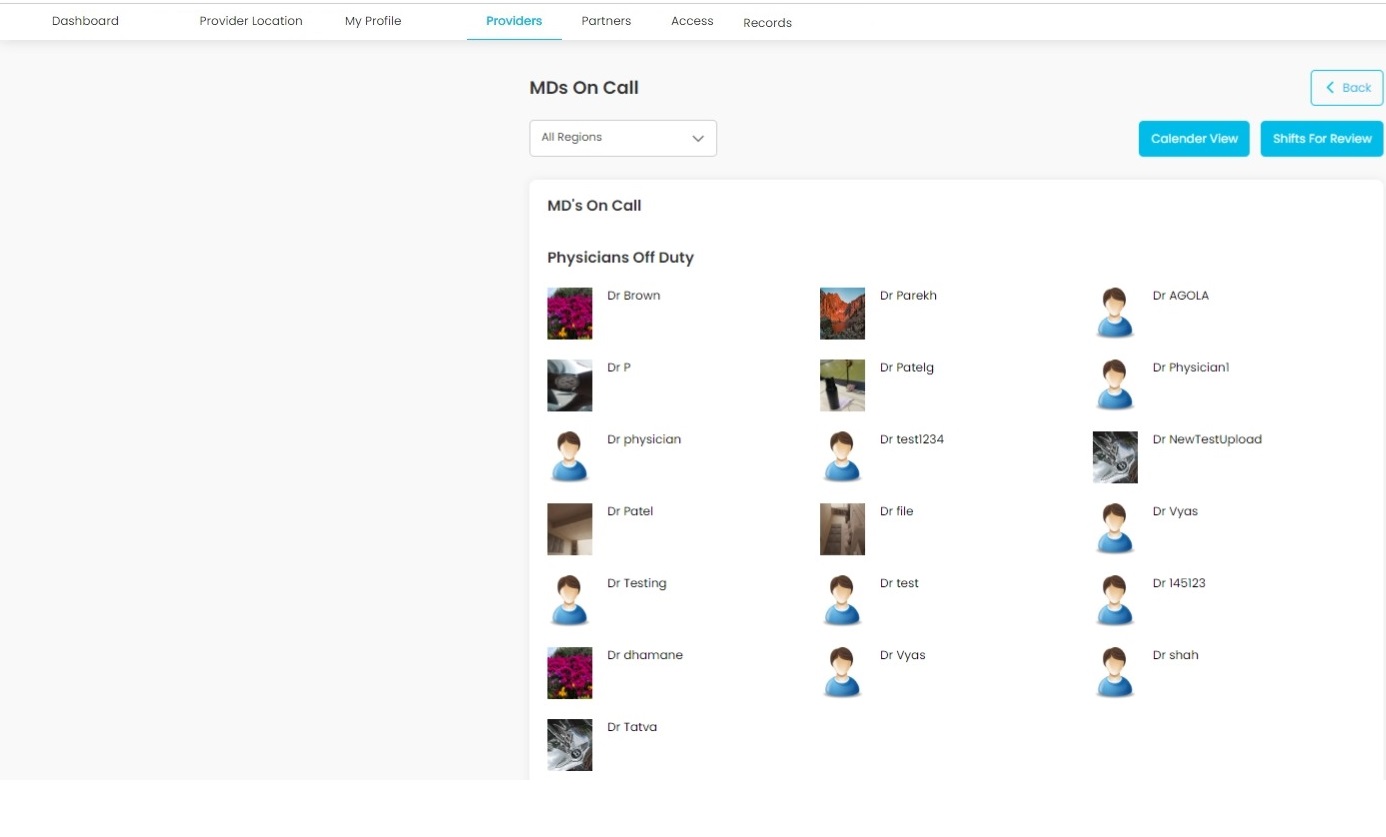 Dashboard Provider Location My Profile Providers Partners Access Records
MDs On Call
Back
All Regions
Calender View Shifts For Review
MD's On Call
Physicians Off Duty
Dr Brown Dr Parekh Dr AGOLA
Dr P Dr Patelg Dr Physician1
Dr physician Dr test1234 Dr NewTestUpload
Dr Patel Dr file Dr Vyas
Dr Testing Dr test Dr 145123
Dr dhamane Dr Vyas Dr shah
Dr Tatva